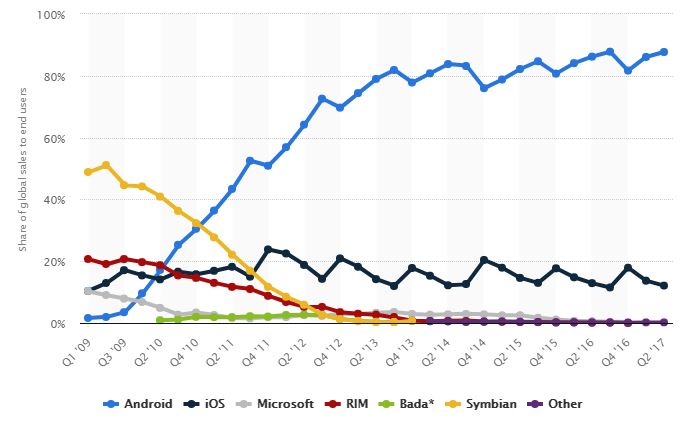 100%
80%
60%
40%
20%
0%
Share of global sales to end users
Q1 '09
Q3 '09
Q2 '10
Q4 '10
Q2 '11
Q4 '11
Q2 '12
Q4 '12
Q2 '13
Q4 '13
Q2 '14
Q4 '14
Q2 '15
Q4 '15
Q2 '16
Q4 '16
Q2 '17
Android iOS Microsoft RIM Bada* Symbian Other